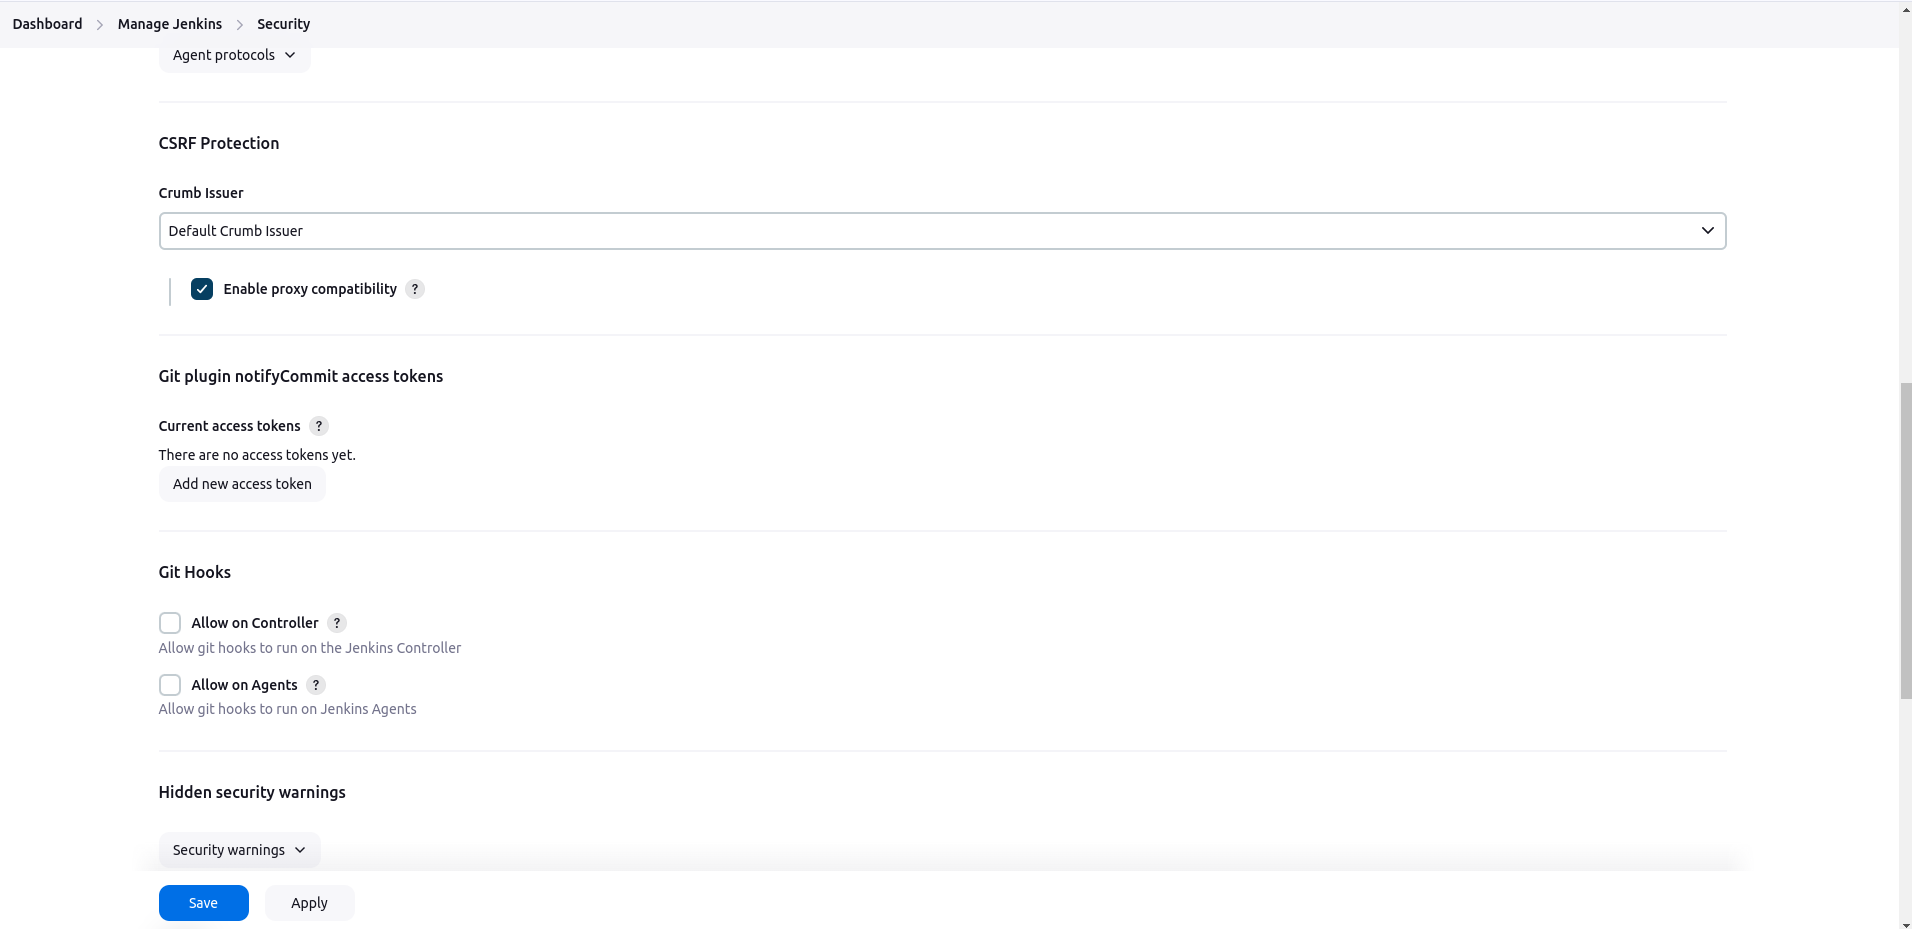 Dashboard > Manage Jenkins > Security
Agent protocols
CSRF Protection
Crumb Issuer
Default Crumb Issuer
Enable proxy compatibility ?
Git plugin notifyCommit access tokens
Current access tokens ?
There are no access tokens yet.
Add new access token
Git Hooks
Allow on Controller ?
Allow git hooks to run on the Jenkins Controller
Allow on Agents ?
Allow git hooks to run on Jenkins Agents
Hidden security warnings
Security warnings
Save Apply